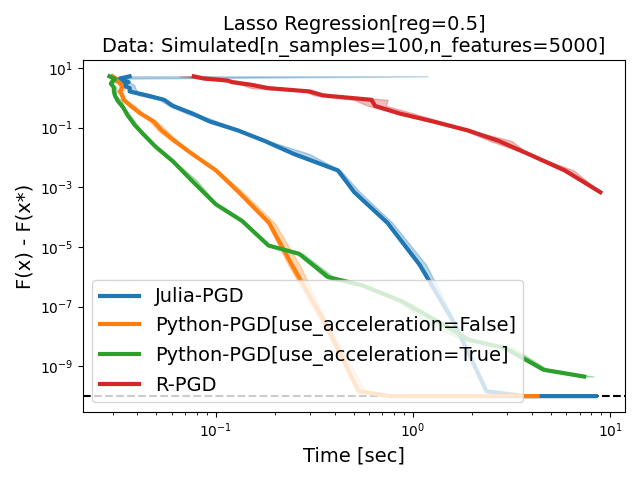 Lasso Regression[reg=0.5]
Data: Simulated[n_samples=100,n_features=5000]
F(x) - F(x*)
10^1
10^-1
10^-3
10^-5
10^-7
10^-9
Julia-PGD
Python-PGD[use_acceleration=False]
Python-PGD[use_acceleration=True]
R-PGD
10^-1
10^0
10^1
Time [sec]